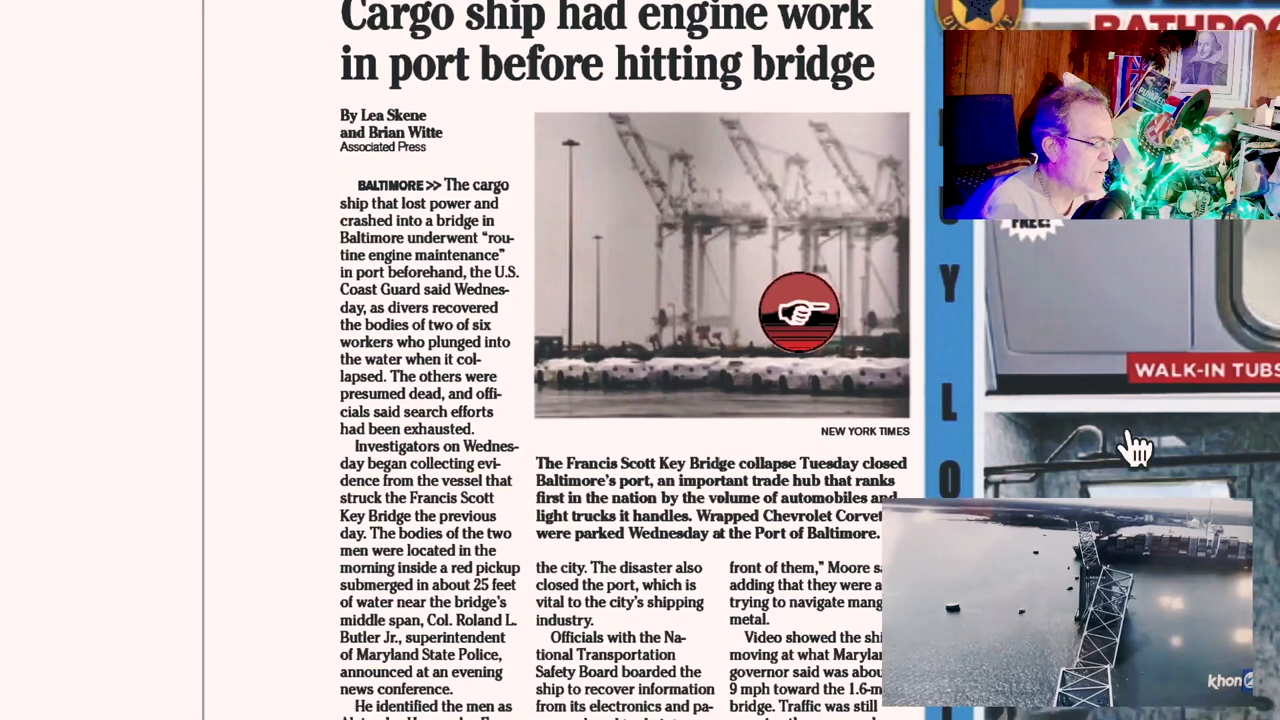 Cargo ship had engine work
in port before hitting bridge
By Lea Skene
and Brian Witte
Associated Press
BALTIMORE >> The cargo
ship that lost power and
crashed into a bridge in
Baltimore underwent “rou-
tine engine maintenance”
in port beforehand, the U.S.
Coast Guard said Wednes-
day, as divers recovered
the bodies of two of six
workers who plunged into
the water when it col-
lapsed. The others were
presumed dead, and offi-
cials said search efforts
had been exhausted.
Investigators on Wednes-
day began collecting evi-
dence from the vessel that
struck the Francis Scott
Key Bridge the previous
day. The bodies of the two
men were located in the
morning inside a red pickup
submerged in about 25 feet
of water near the bridge’s
middle span, Col. Roland L.
Butler Jr., superintendent
of Maryland State Police,
announced at an evening
news conference.
He identified the men as
NEW YORK TIMES
The Francis Scott Key Bridge collapse Tuesday closed
Baltimore’s port, an important trade hub that ranks
first in the nation by the volume of automobiles and
light trucks it handles. Wrapped Chevrolet Corvet
were parked Wednesday at the Port of Baltimore.
the city. The disaster also
closed the port, which is
vital to the city’s shipping
industry.
Officials with the Na-
tional Transportation
Safety Board boarded the
ship to recover information
from its electronics and pa-
front of them,” Moore
adding that they were
trying to navigate
metal.
Video showed the
moving at what
governor said was
9 mph toward the
bridge. Traffic was still
FREE!
Y
L
O
WALK-IN TUBS
khon2